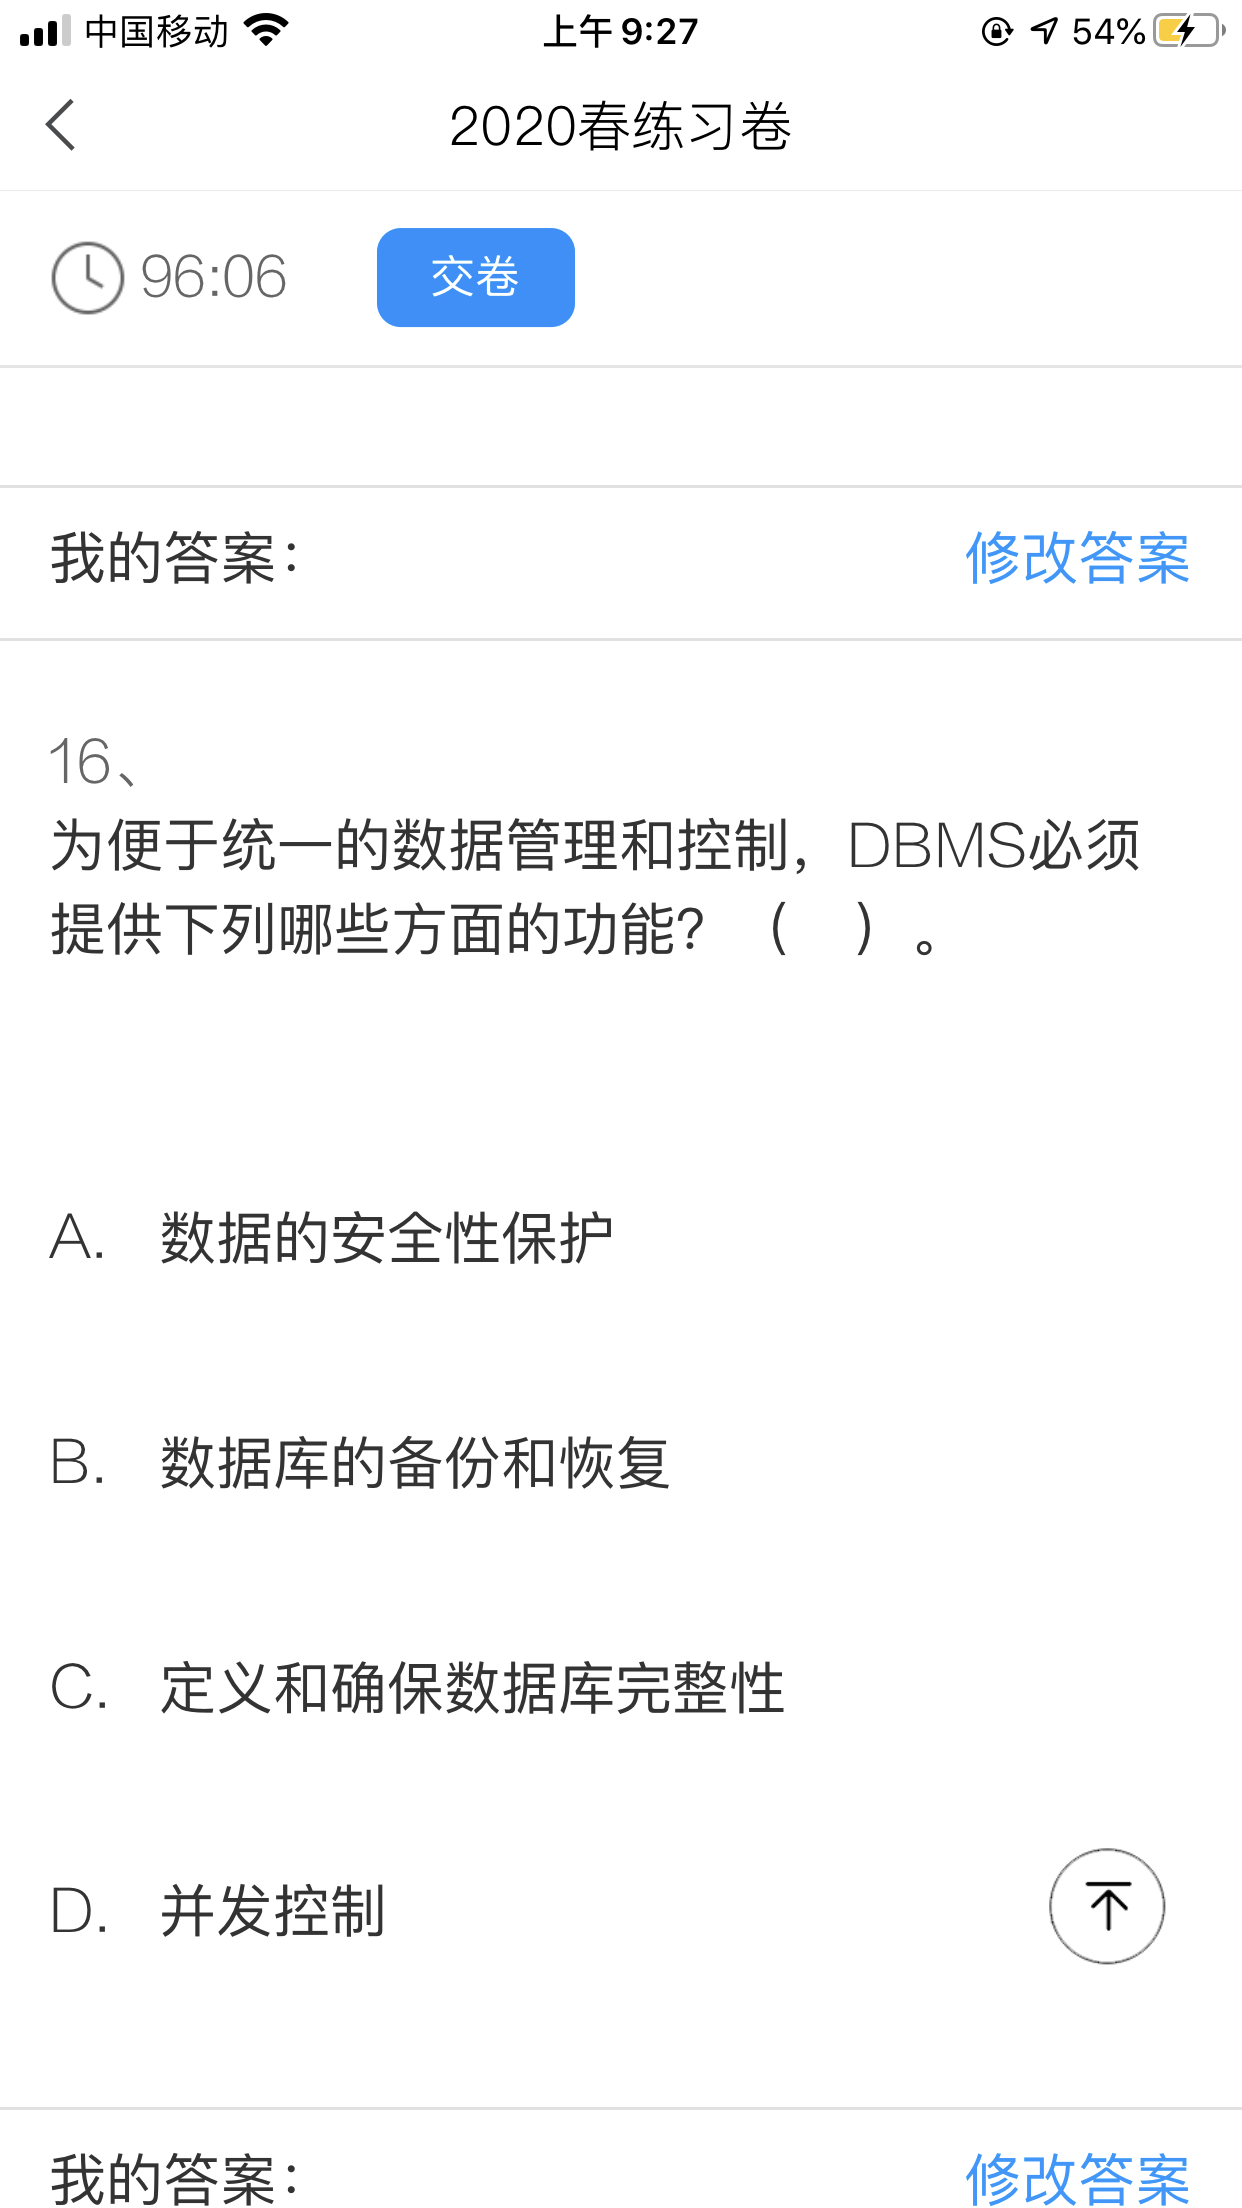 中国移动 上午 9:27 54%
2020春练习卷
96:06 交卷
我的答案: 修改答案
16、
为便于统一的数据管理和控制，DBMS必须
提供下列哪些方面的功能？（ ）。
A. 数据的安全性保护
B. 数据库的备份和恢复
C. 定义和确保数据库完整性
D. 并发控制
我的答案: 修改答案